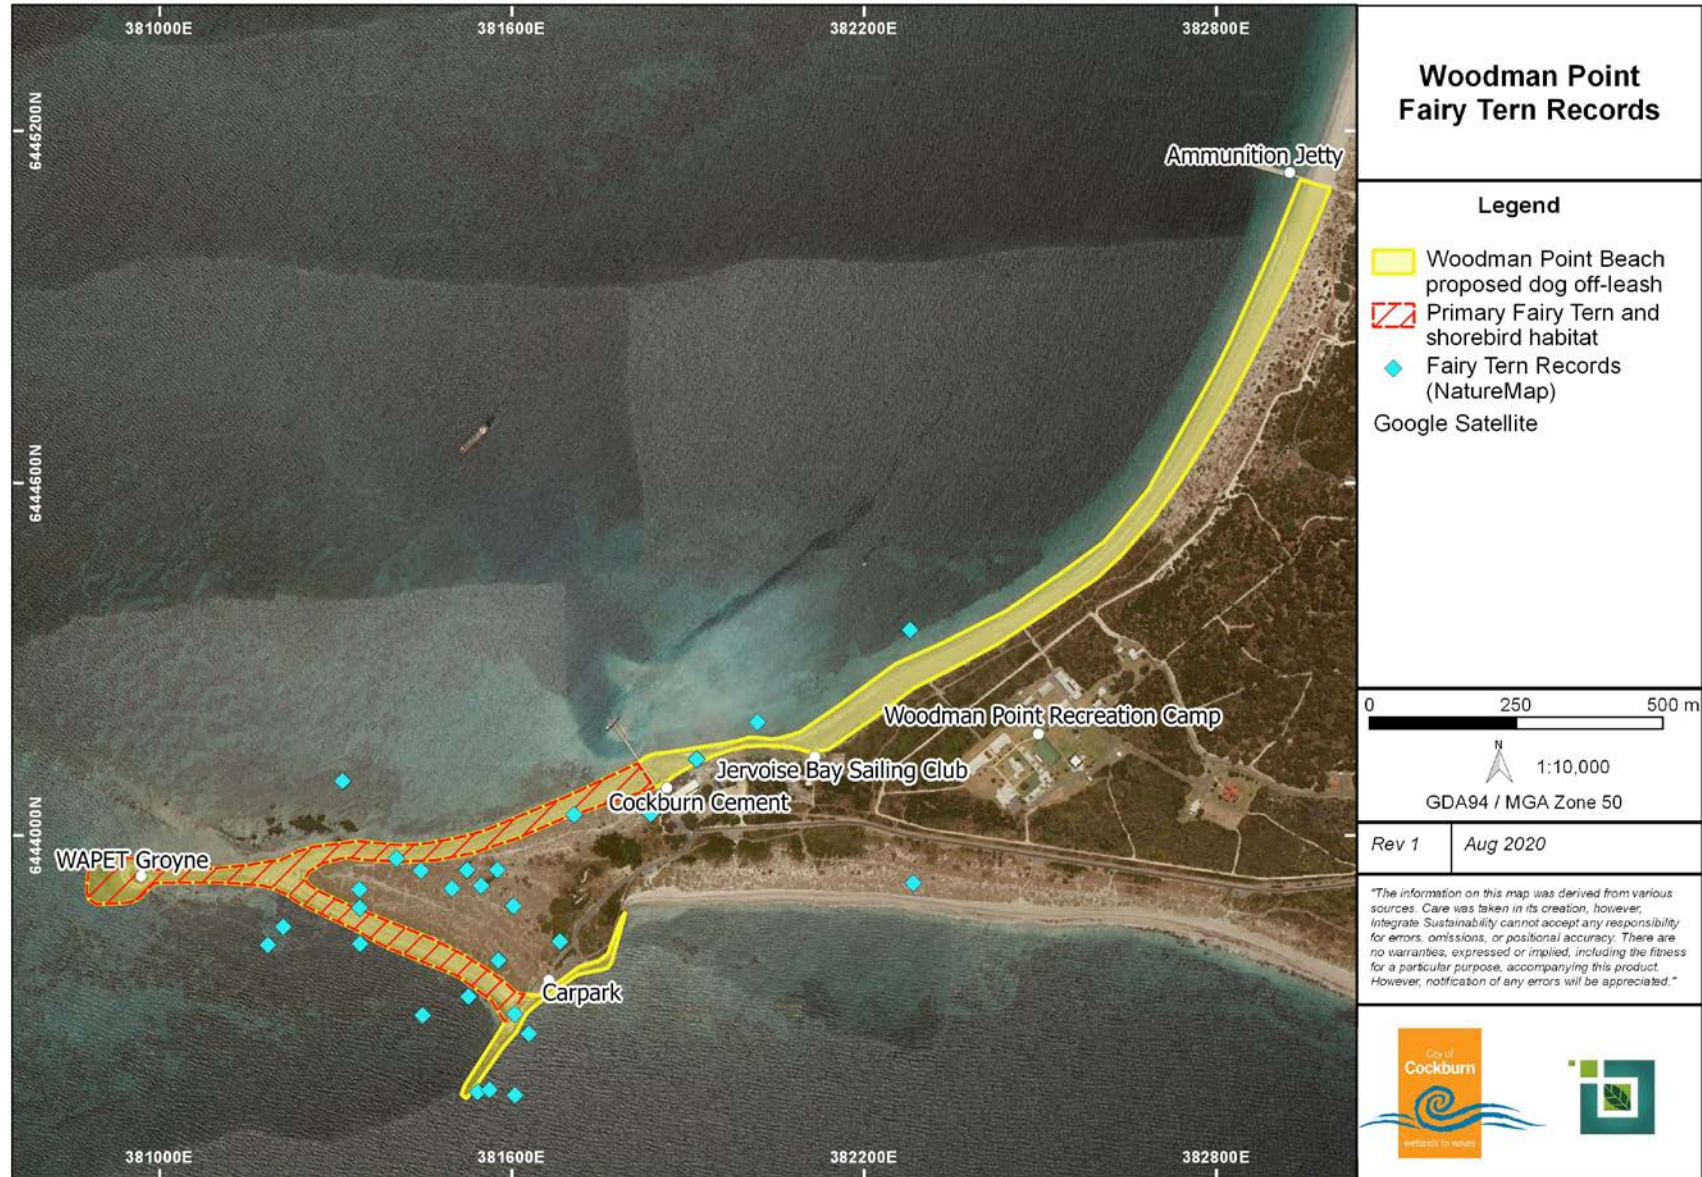 381000E
381600E
382200E
382800E
6445200N
6444600N
6444000N
Ammunition Jetty
Woodman Point Recreation Camp
Jervoise Bay Sailing Club
Cockburn Cement
WAPET Groyne
Carpark
381000E
381600E
382200E
382800E
Woodman Point
Fairy Tern Records
Legend
Woodman Point Beach
proposed dog off-leash
Primary Fairy Tern and
shorebird habitat
Fairy Tern Records
(NatureMap)
Google Satellite
0 250 500 m
N
1:10,000
GDA94 / MGA Zone 50
Rev 1 Aug 2020
"The information on this map was derived from various
sources. Care was taken in its creation, however,
Integrate Sustainability cannot accept any responsibility
for errors, omissions, or positional accuracy. There are
no warranties, expressed or implied, including the fitness
for a particular purpose, accompanying this product.
However, notification of any errors will be appreciated."
City of
Cockburn
wetlands to waves